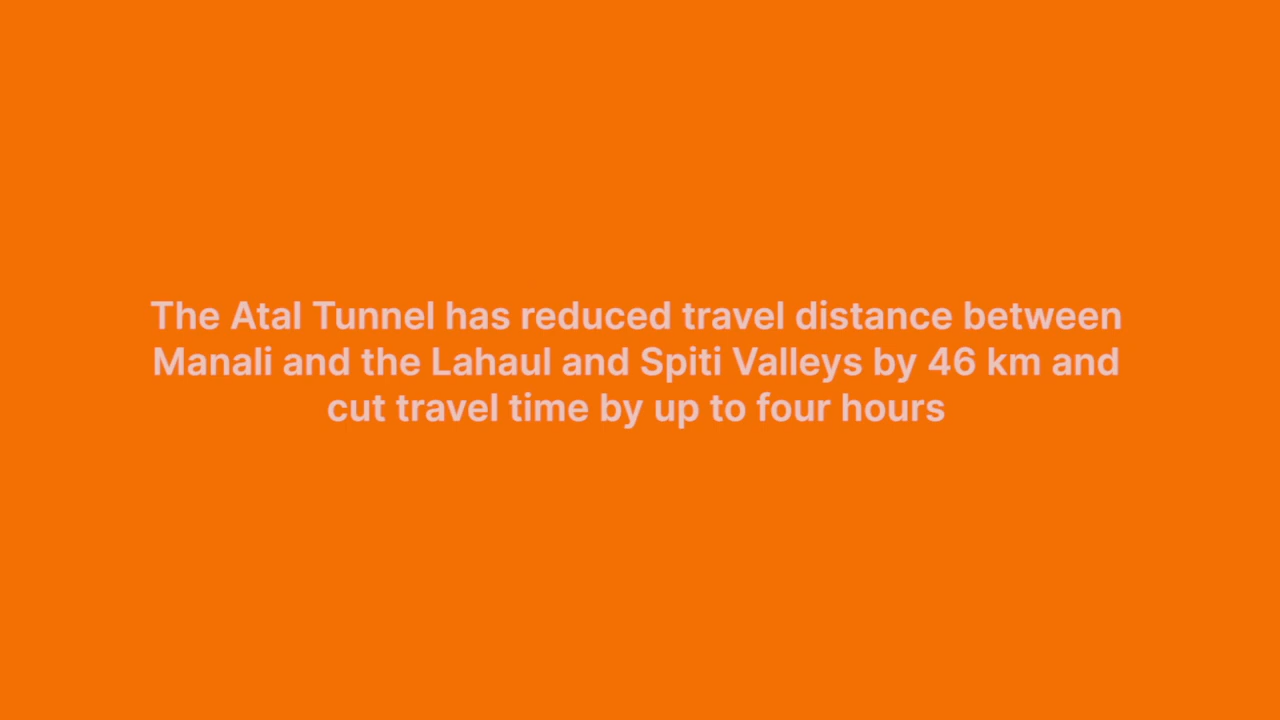 The Atal Tunnel has reduced travel distance between
Manali and the Lahaul and Spiti Valleys by 46 km and
cut travel time by up to four hours